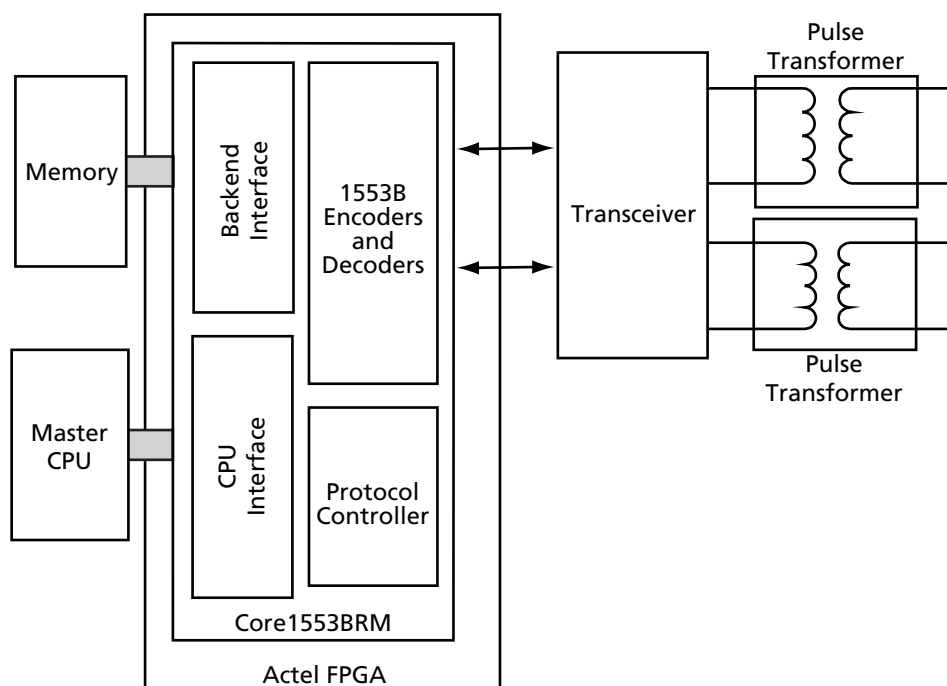 Memory
Master
CPU
Backend
Interface
CPU
Interface
1553B
Encoders
and
Decoders
Protocol
Controller
Core1553BRM
Actel FPGA
Transceiver
Pulse
Transformer
Pulse
Transformer